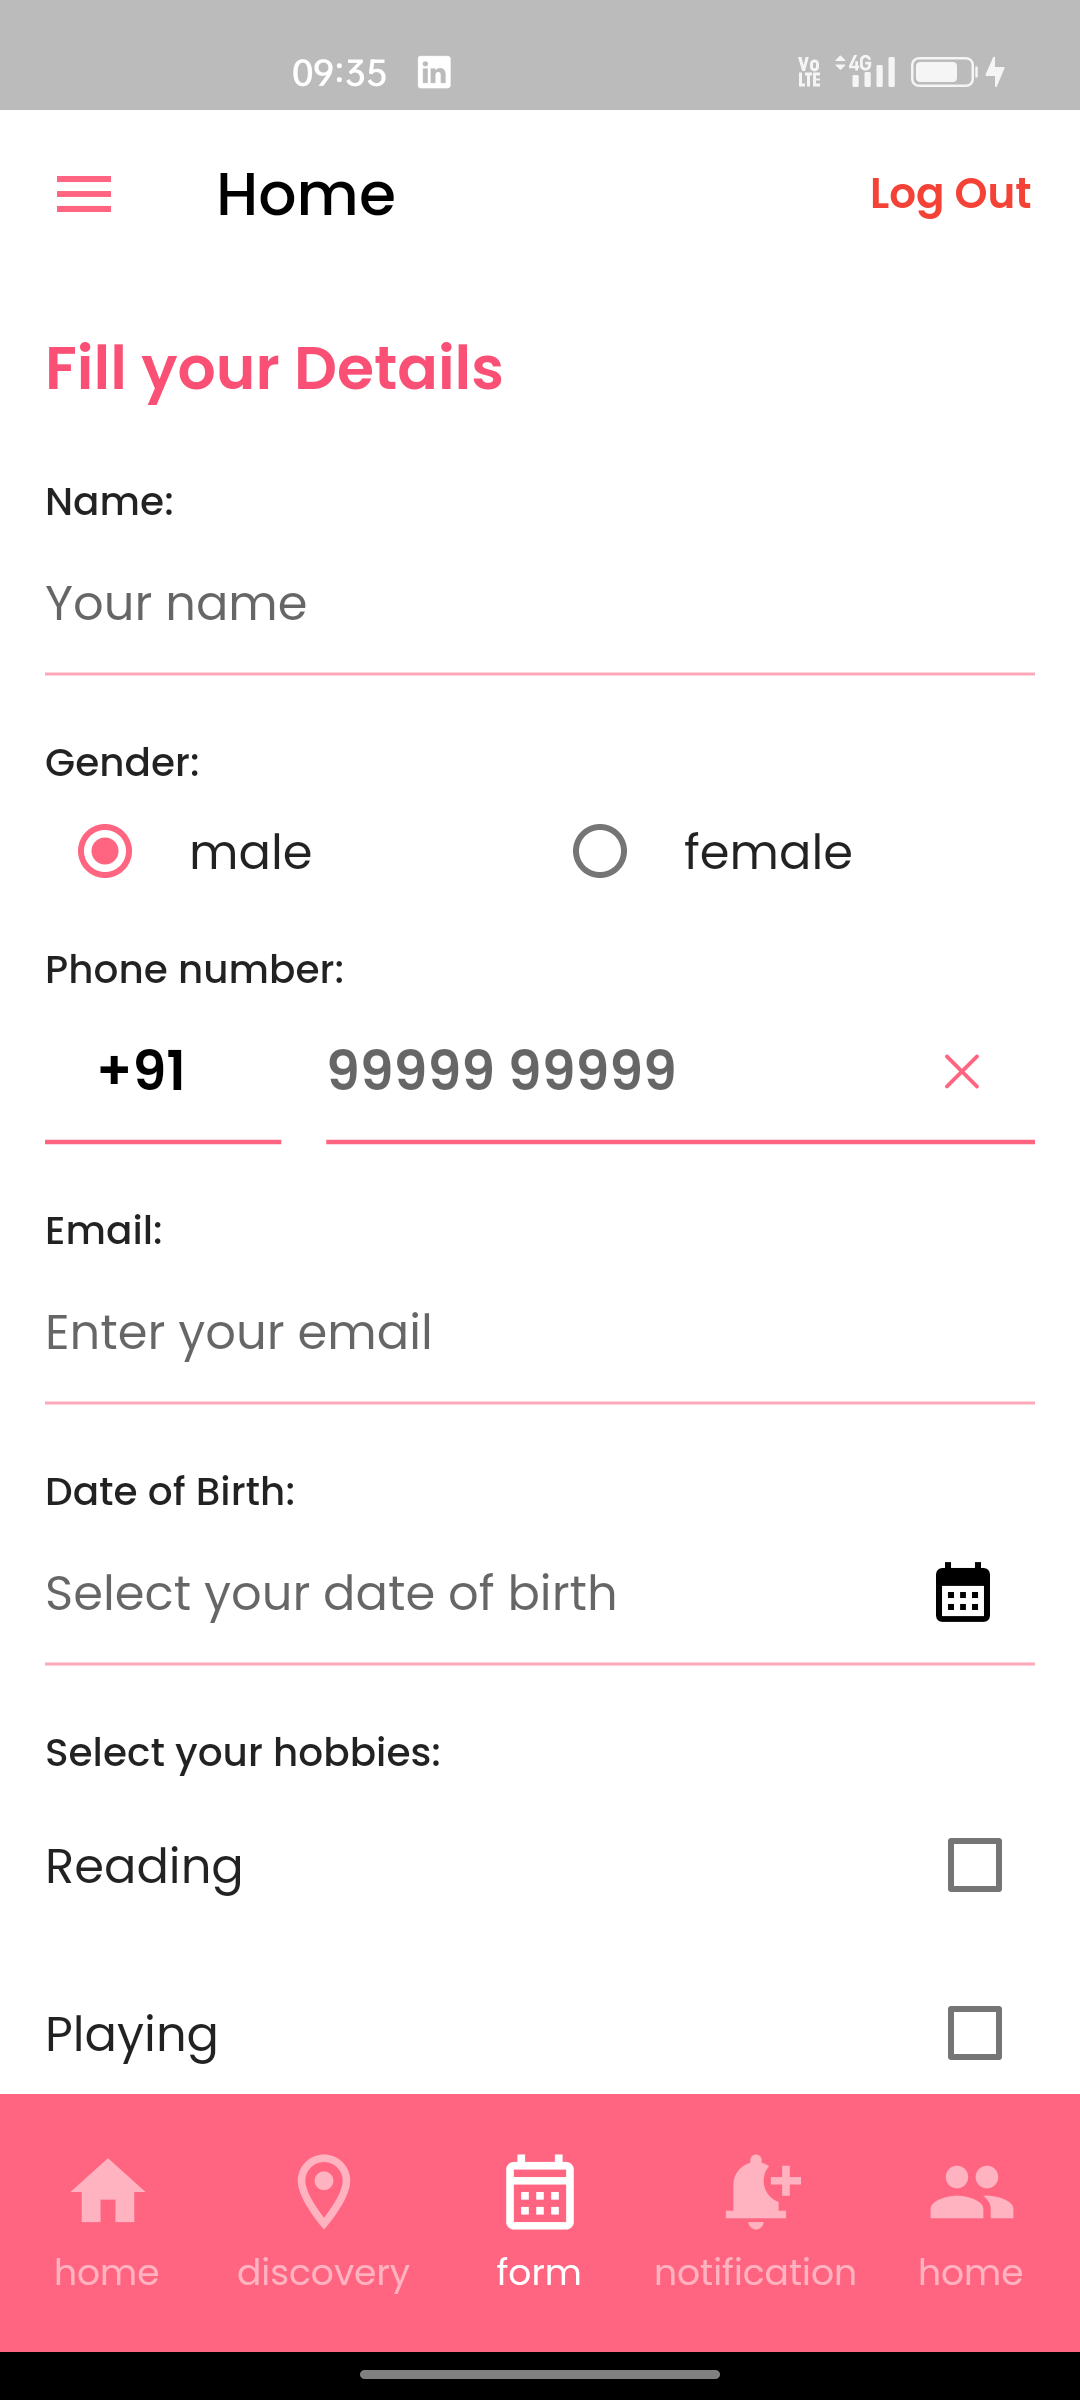 09:35 in Vo LTE 4G
Home Log Out
Fill your Details
Name:
Your name
Gender:
male female
Phone number:
+91 99999 99999
Email:
Enter your email
Date of Birth:
Select your date of birth
Select your hobbies:
Reading
Playing
home discovery form notification home